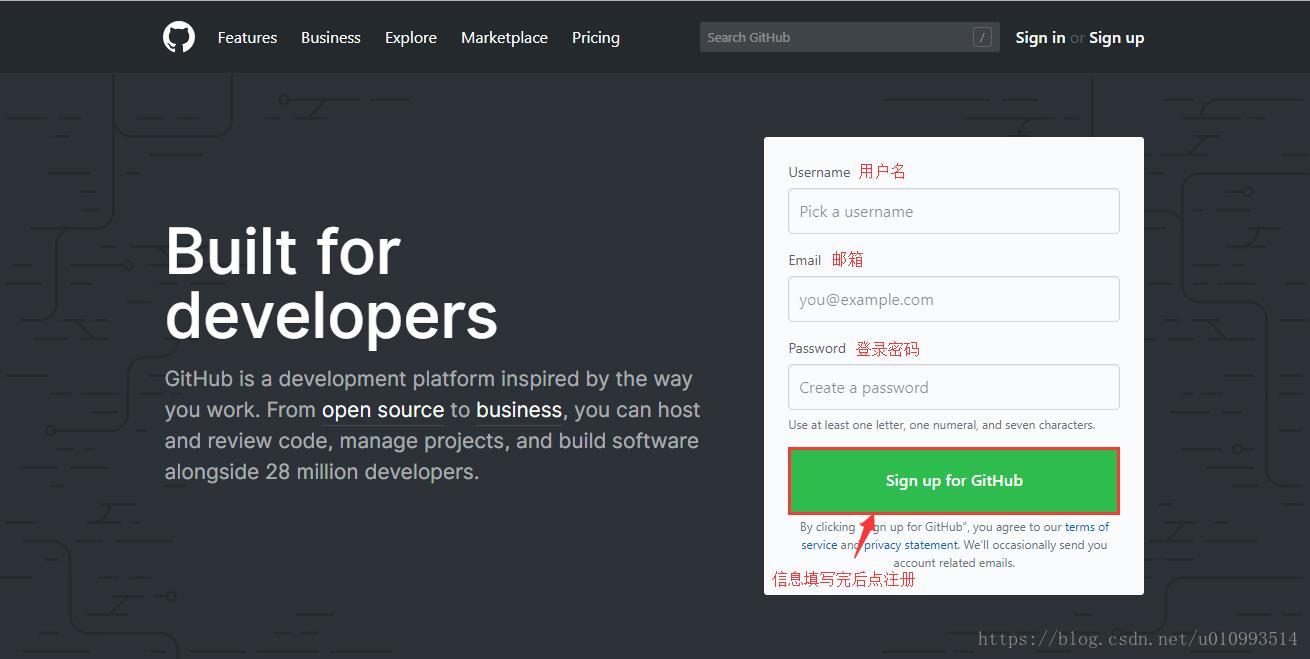 Features Business Explore Marketplace Pricing Search GitHub / Sign in or Sign up
Built for
developers
GitHub is a development platform inspired by the way
you work. From open source to business, you can host
and review code, manage projects, and build software
alongside 28 million developers.
Username 用户名
Pick a username
Email 邮箱
you@example.com
Password 登录密码
Create a password
Use at least one letter, one numeral, and seven characters.
Sign up for GitHub
By clicking up for GitHub”, you agree to our terms of
service and privacy statement. We’ll occasionally send you
account related emails.
信息填写完后点注册
https://blog.csdn.net/u010993514